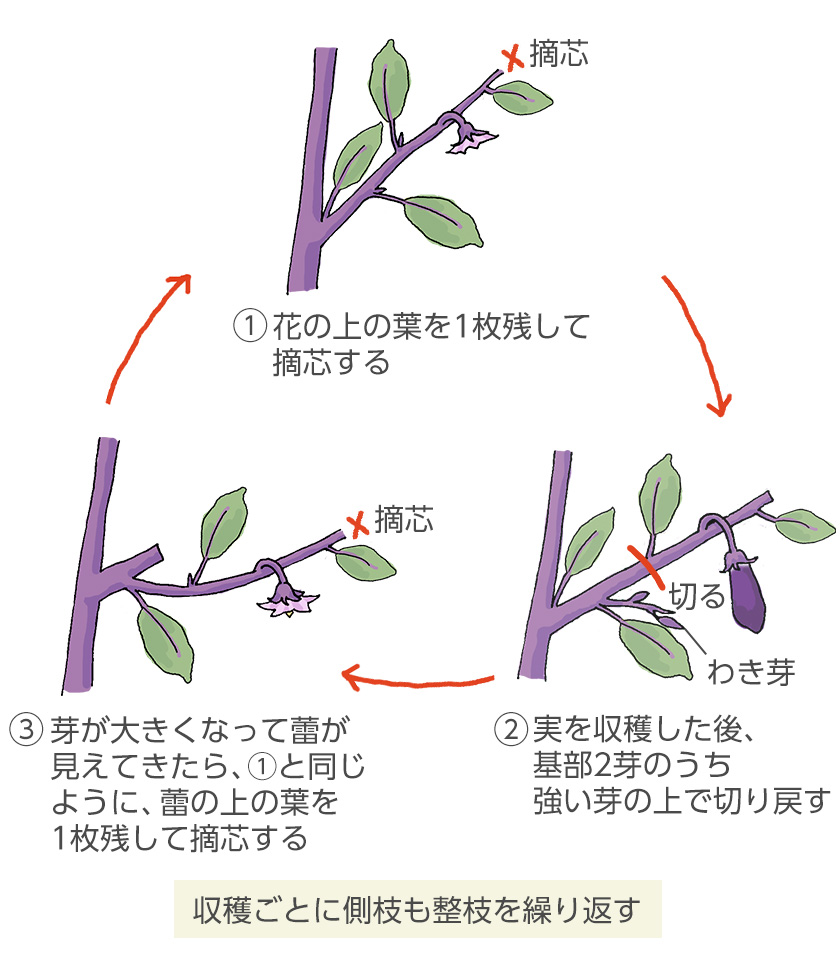 摘芯
①花の上の葉を1枚残して
摘芯する
摘芯
切る
わき芽
②実を収穫した後、
基部2芽のうち
強い芽の上で切り戻す
③芽が大きくなって蕾が
見えてきたら、①と同じ
ように、蕾の上の葉を
1枚残して摘芯する
収穫ごとに側枝も整枝を繰り返す